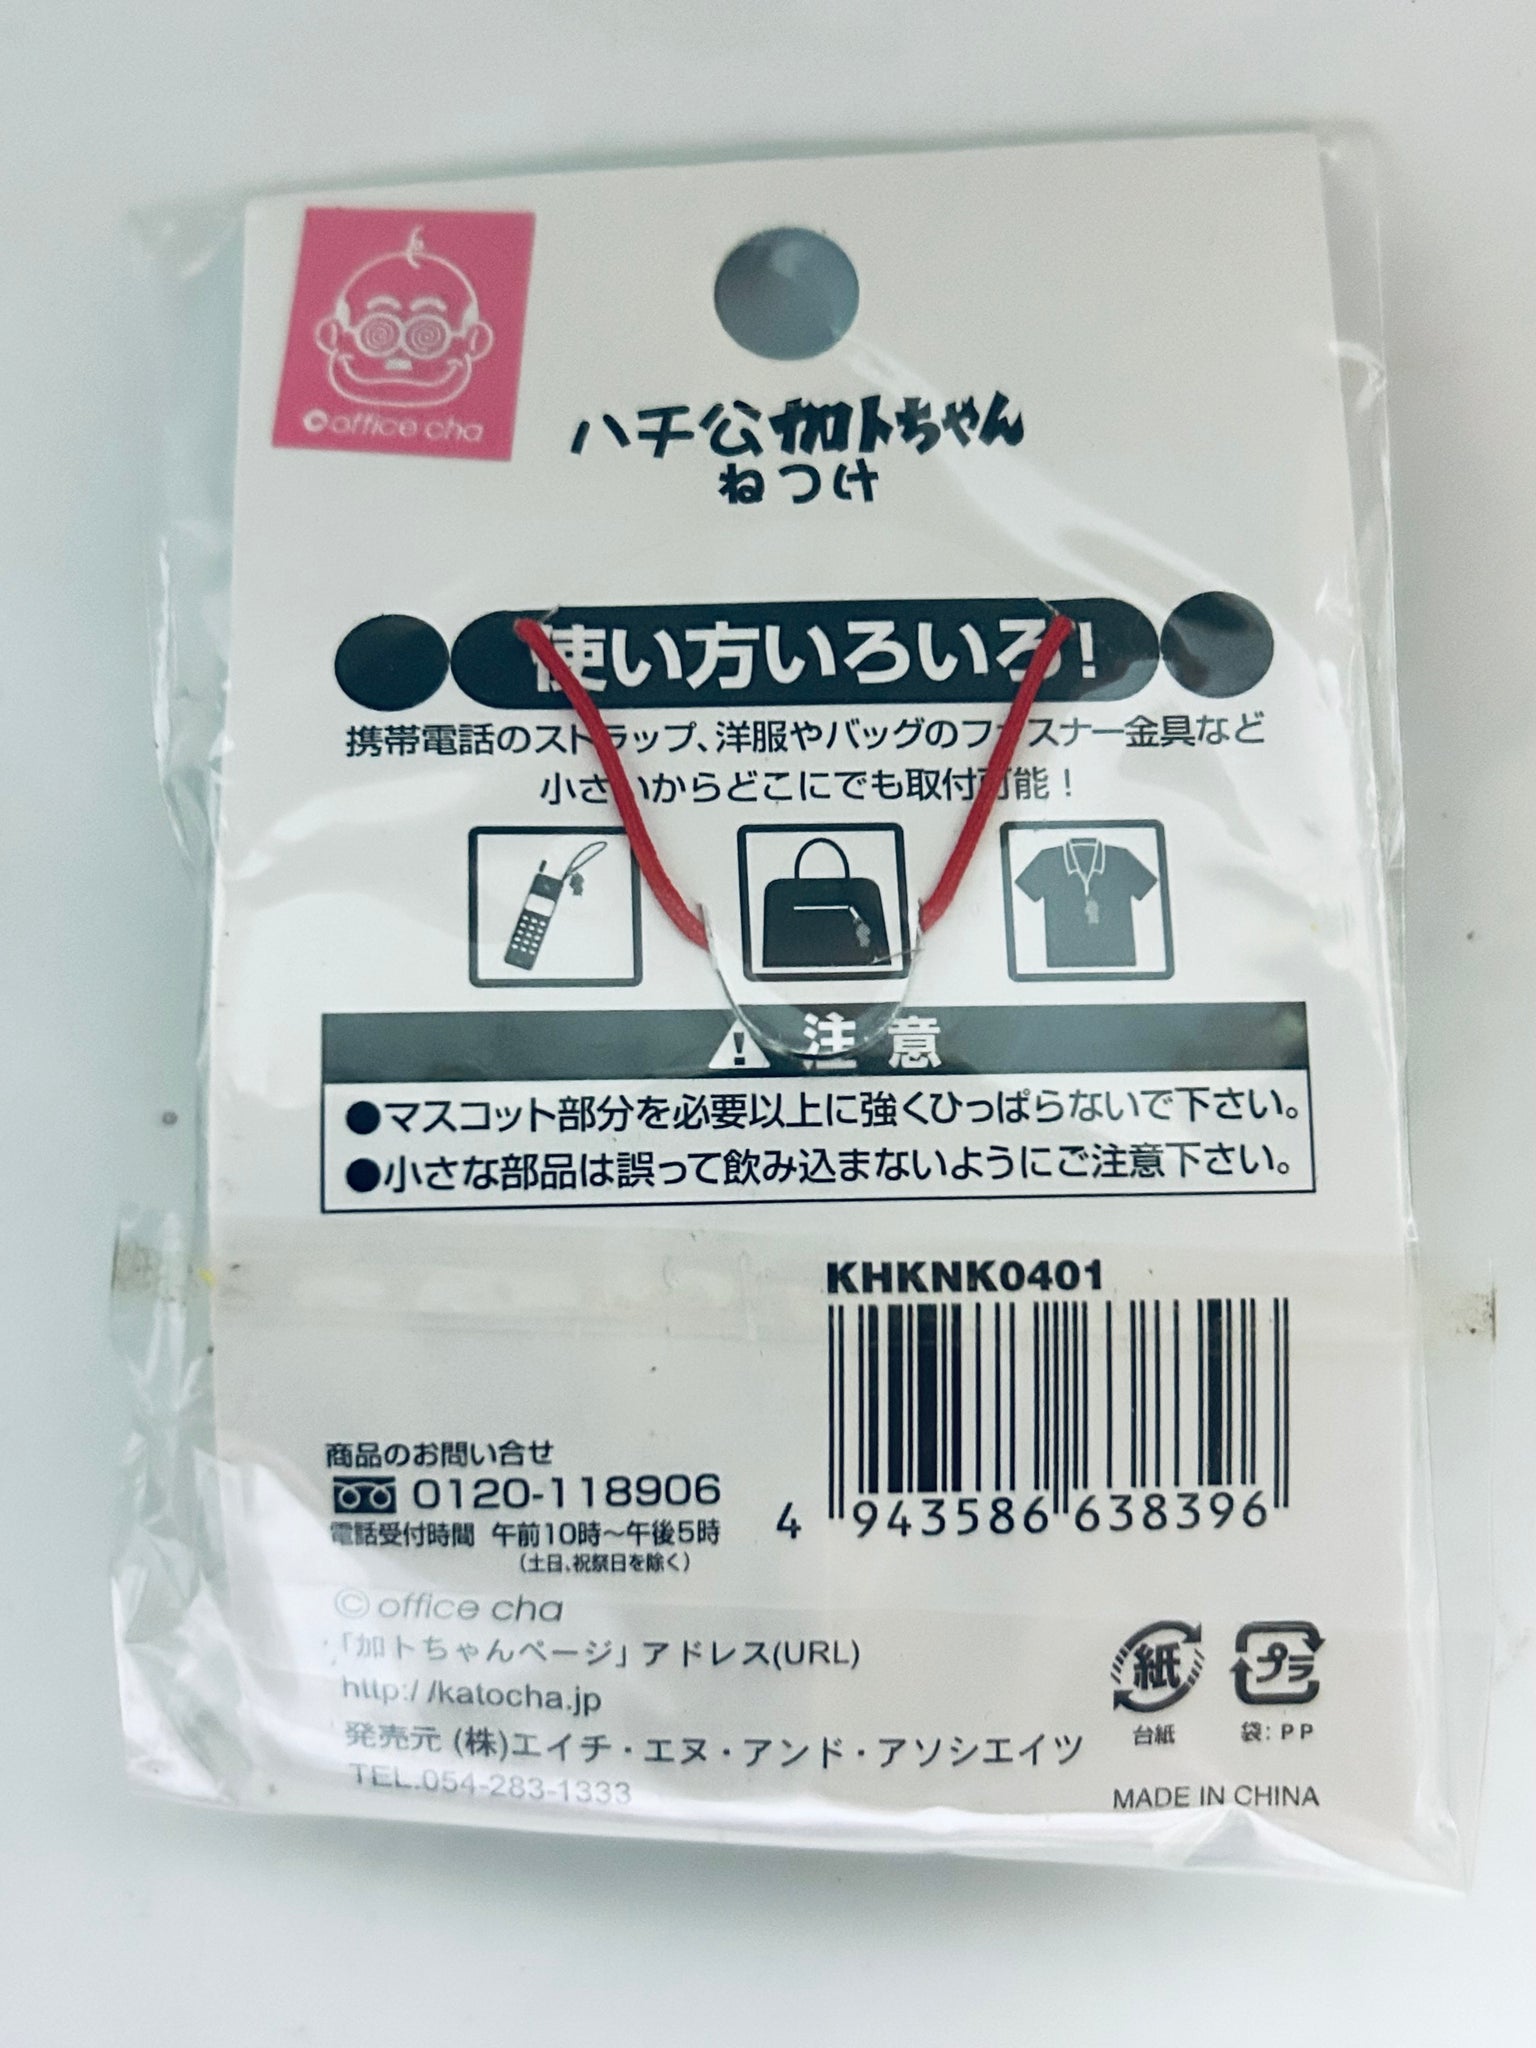 © office cha
ハチ公加トちゃん
ねつけ
使い方いろいろ!
携帯電話のストラップ、洋服やバッグのファスナー金具など
小さいからどこにでも取付可能!
⚠ 注意
●マスコット部分を必要以上に強くひっぱらないで下さい。
●小さな部品は誤って飲み込まないようにご注意下さい。
KHKNK0401
4 943586 638396
商品のお問い合せ
0120-118906
電話受付時間 午前10時〜午後5時
(土日、祝祭日を除く)
© office cha
「加トちゃんページ」アドレス(URL)
http://katocha.jp
発売元 (株)エイチ・エヌ・アンド・アソシエイツ
TEL.054-283-1333
紙
台紙
プラ
袋:PP
MADE IN CHINA